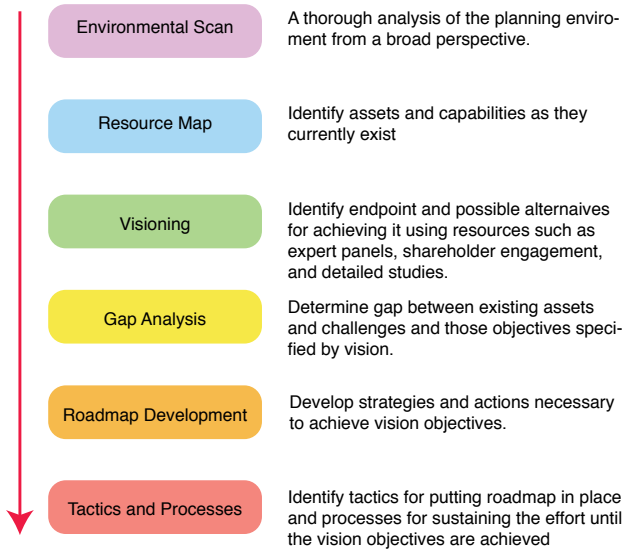 Environmental Scan
A thorough analysis of the planning enviro-
ment from a broad perspective.
Resource Map
Identify assets and capabilities as they
currently exist
Visioning
Identify endpoint and possible alternaives
for achieving it using resources such as
expert panels, shareholder engagement,
and detailed studies.
Gap Analysis
Determine gap between existing assets
and challenges and those objectives speci-
fied by vision.
Roadmap Development
Develop strategies and actions necessary
to achieve vision objectives.
Tactics and Processes
Identify tactics for putting roadmap in place
and processes for sustaining the effort until
the vision objectives are achieved